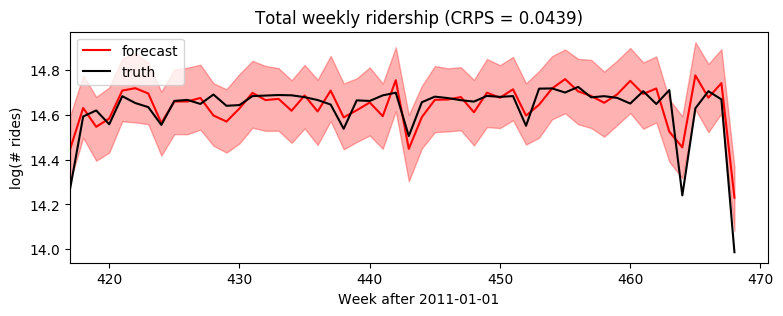 Total weekly ridership (CRPS = 0.0439)
forecast
truth
log(# rides)
14.8
14.6
14.4
14.2
14.0
420
430
440
450
460
470
Week after 2011-01-01